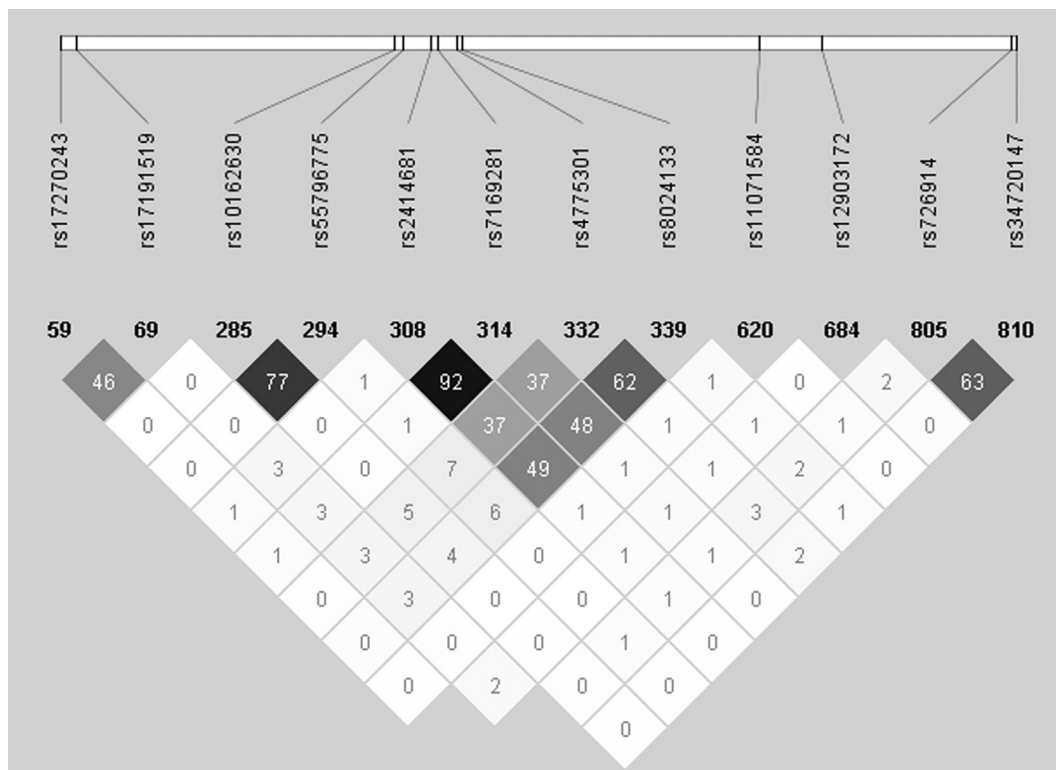 rs17270243
rs17191519
rs10162630
rs55796775
rs2414681
rs7169281
rs4775301
rs8024133
rs11071584
rs12903172
rs726914
rs34720147
59 69 285 294 308 314 332 339 620 684 805 810
46 0 77 1 92 37 62 1 0 2 63
0 0 0 1 37 48 1 1 1 0
0 3 0 7 49 1 1 2 0
1 3 5 6 1 1 3 1
1 3 4 0 1 1 2
0 3 0 0 1 0
0 0 0 1 0
0 2 0 0
0